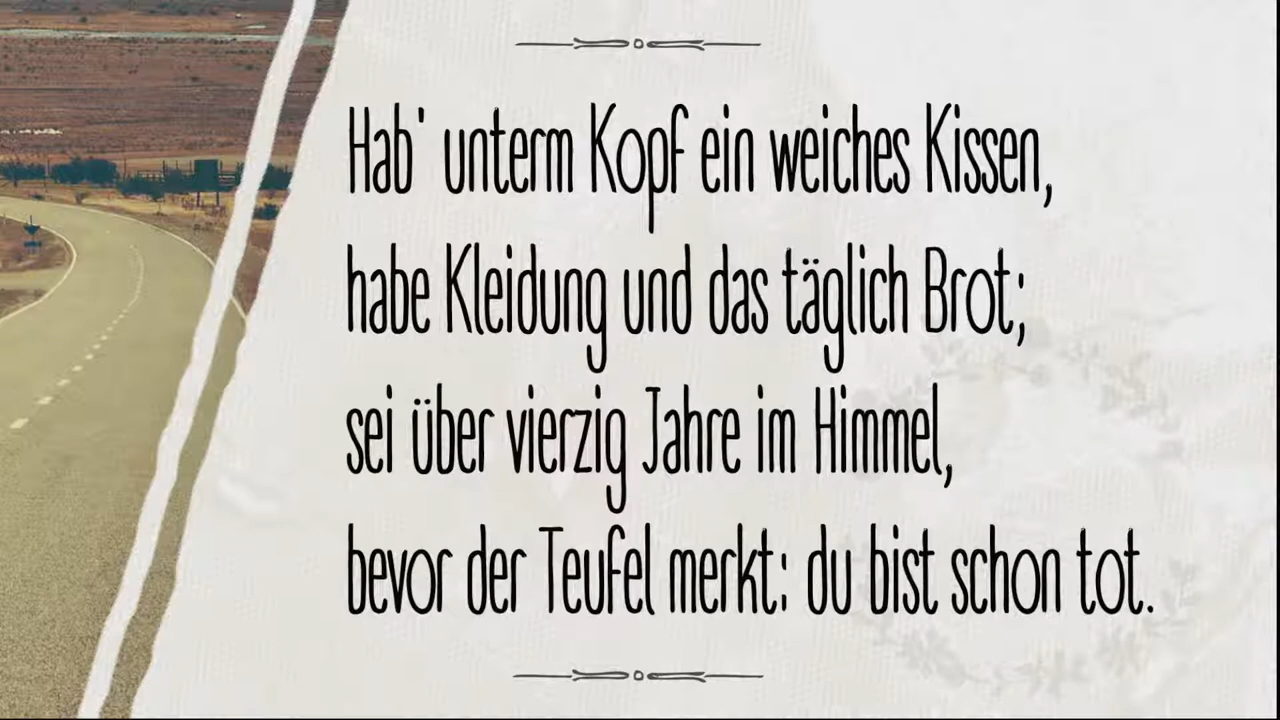 Hab' unterm Kopf ein weiches Kissen,
habe Kleidung und das täglich Brot;
sei über vierzig Jahre im Himmel,
bevor der Teufel merkt: du bist schon tot.